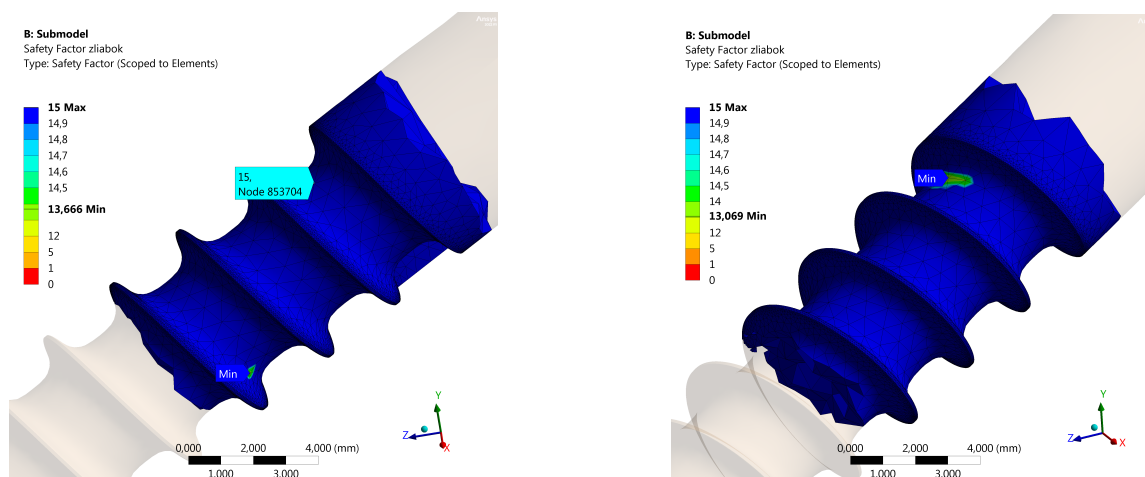 B: Submodel
Safety Factor zliabok
Type: Safety Factor (Scoped to Elements)
15 Max
14,9
14,8
14,7
14,6
14,5
13,666 Min
12
5
1
0
15,
Node 853704
Min
Y
Z
X
0,000 2,000 4,000 (mm)
1,000 3,000
Ansys
B: Submodel
Safety Factor zliabok
Type: Safety Factor (Scoped to Elements)
15 Max
14,9
14,8
14,7
14,6
14,5
14
13,069 Min
12
5
1
0
Min
Y
Z
X
0,000 2,000 4,000 (mm)
1,000 3,000